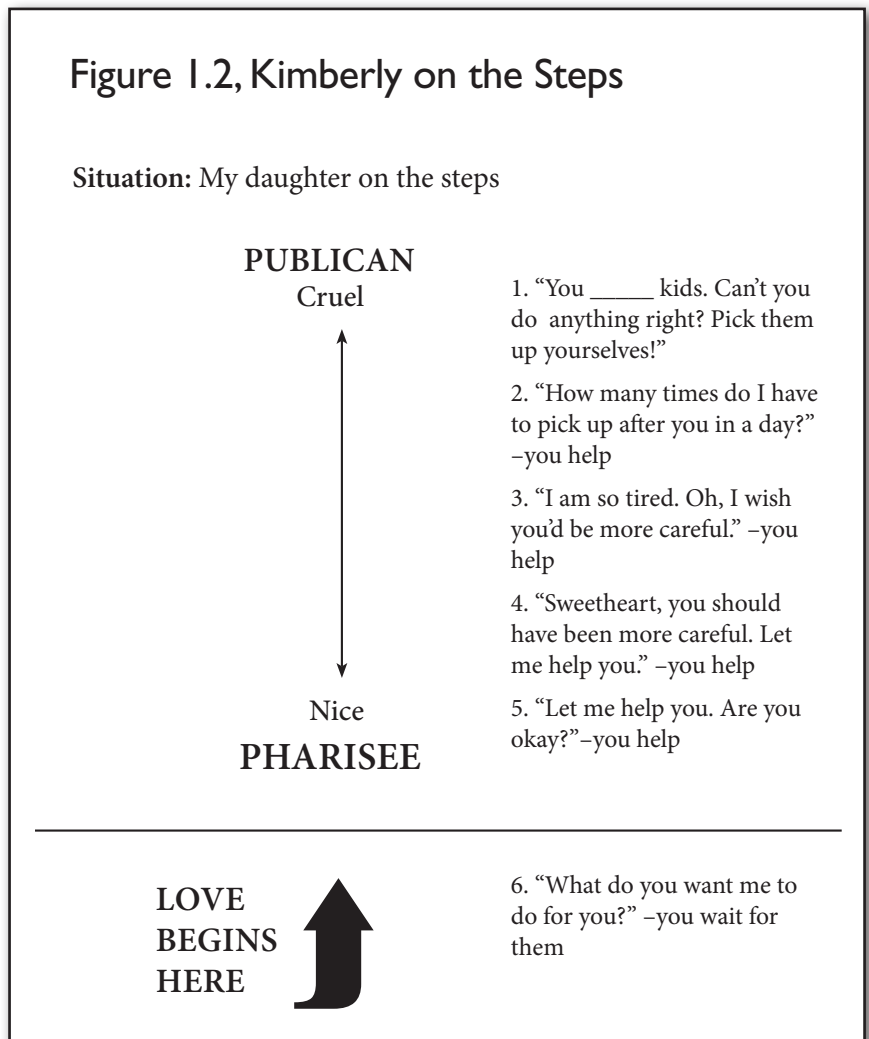 Figure 1.2, Kimberly on the Steps
Situation: My daughter on the steps
PUBLICAN
Cruel
Nice
PHARISEE
1. “You _____ kids. Can’t you
do  anything right? Pick them
up yourselves!”
2. “How many times do I have
to pick up after you in a day?”
–you help
3. “I am so tired. Oh, I wish
you’d be more careful.” –you
help
4. “Sweetheart, you should
have been more careful. Let
me help you.” –you help
5. “Let me help you. Are you
okay?”–you help
LOVE
BEGINS
HERE
6. “What do you want me to
do for you?” –you wait for
them